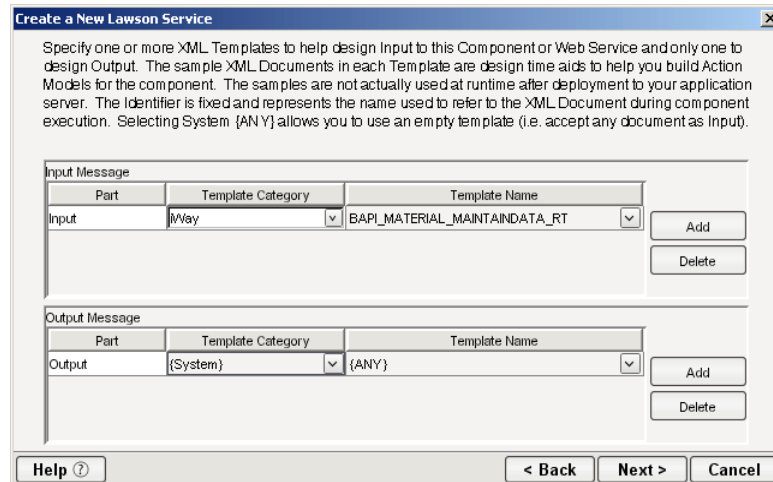 Create a New Lawson Service
Specify one or more XML Templates to help design Input to this Component or Web Service and only one to
design Output. The sample XML Documents in each Template are design time aids to help you build Action
Models for the component. The samples are not actually used at runtime after deployment to your application
server. The Identifier is fixed and represents the name used to refer to the XML Document during component
execution. Selecting System {ANY} allows you to use an empty template (i.e. accept any document as Input).
Input Message
Part Template Category Template Name
Input iWay BAPI_MATERIAL_MAINTAINDATA_RT
Add
Delete
Output Message
Part Template Category Template Name
Output {System} {ANY}
Add
Delete
Help ? < Back Next > Cancel